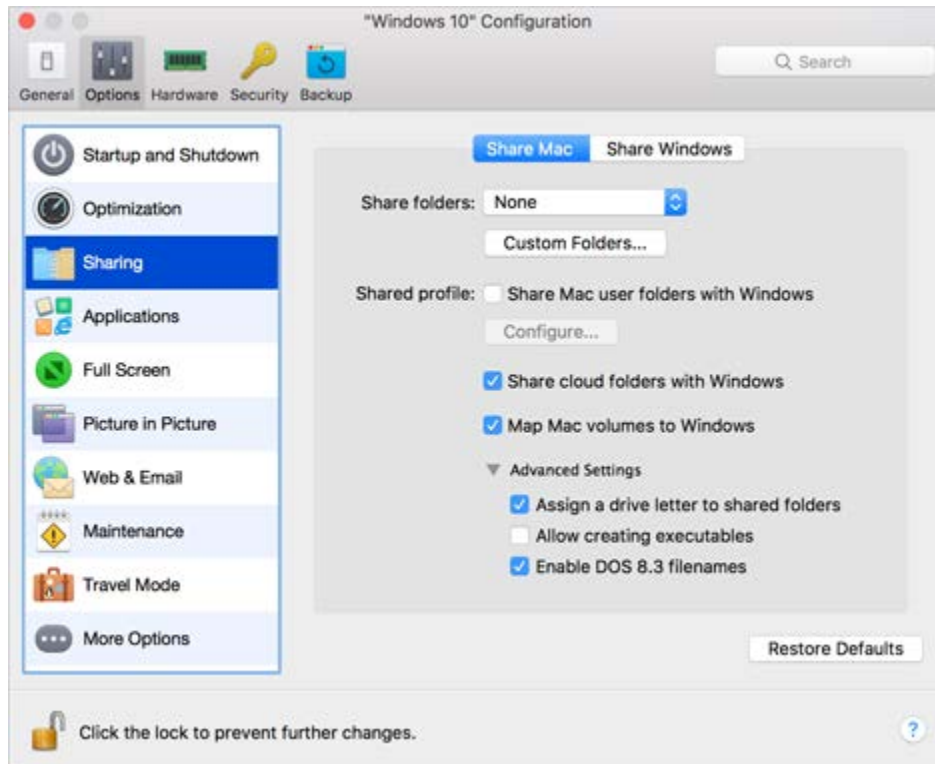 "Windows 10" Configuration
General Options Hardware Security Backup
Search
Startup and Shutdown
Optimization
Sharing
Applications
Full Screen
Picture in Picture
Web & Email
Maintenance
Travel Mode
More Options
Share Mac Share Windows
Share folders: None
Custom Folders...
Shared profile: Share Mac user folders with Windows
Configure...
Share cloud folders with Windows
Map Mac volumes to Windows
Advanced Settings
Assign a drive letter to shared folders
Allow creating executables
Enable DOS 8.3 filenames
Restore Defaults
Click the lock to prevent further changes.
?